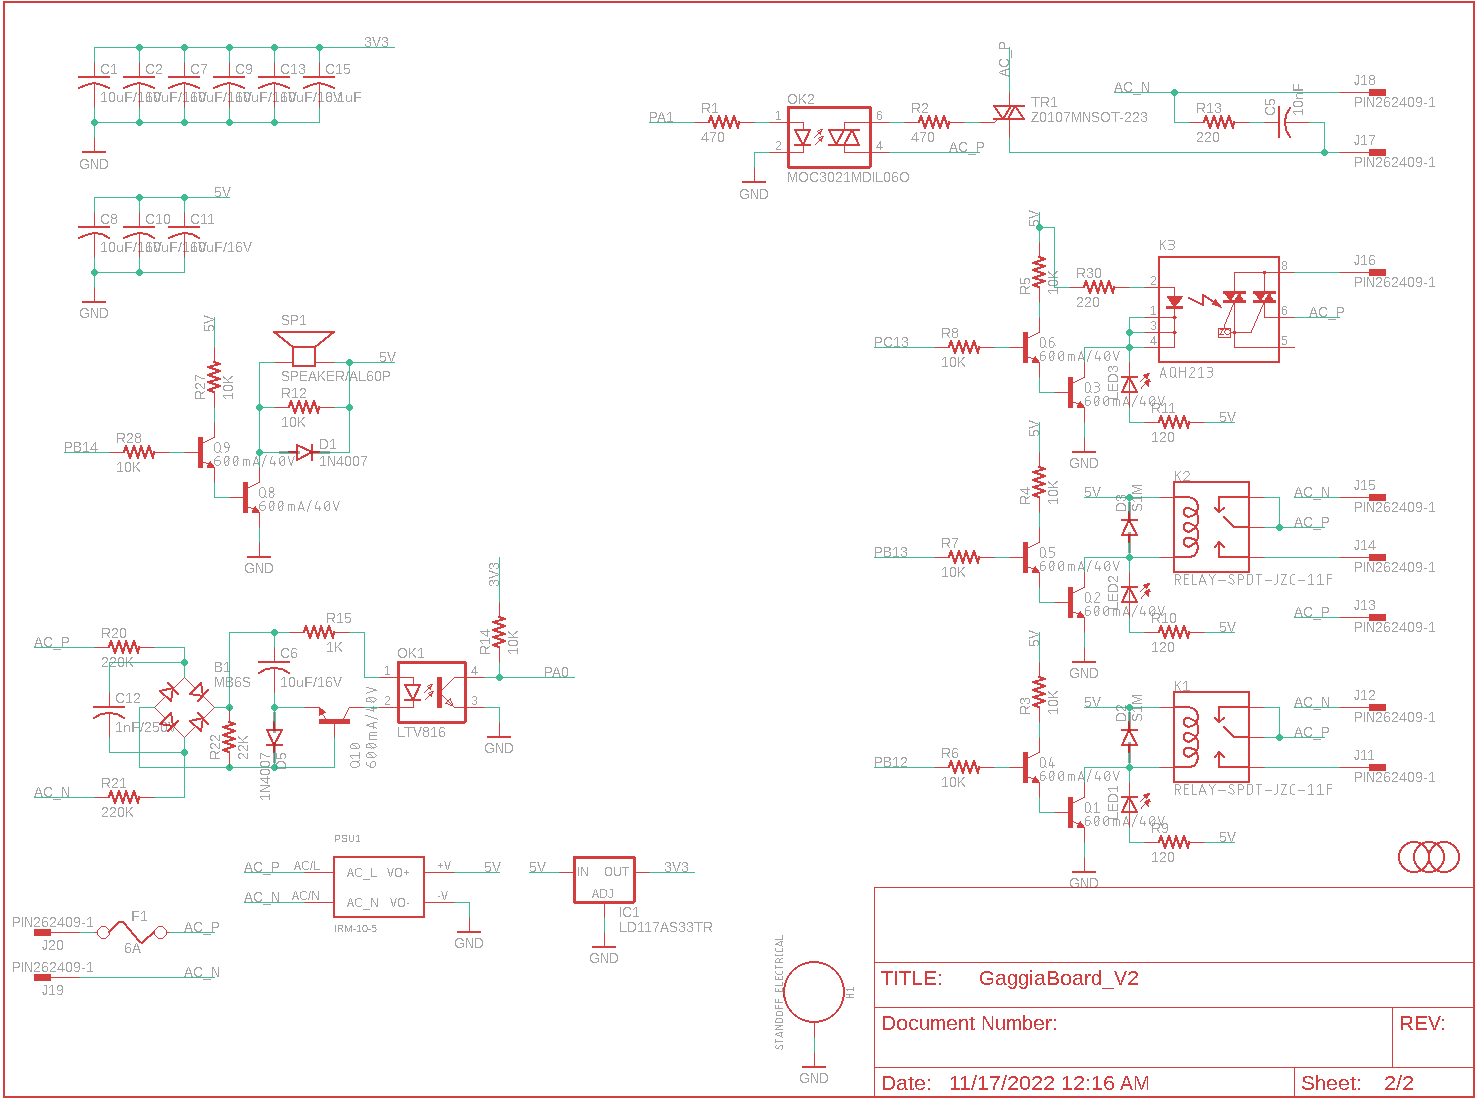 3V3
C1 C2 C7 C9 C13 C15
10uF/16V 10uF/16V 10uF/16V 10uF/16V 10uF/16V 0.1uF
GND
5V
C8 C10 C11
10uF/16V 10uF/16V 10uF/16V
GND
5V
R27
10K
SP1
5V
SPEAKER/AL60P
R12
10K
D1
1N4007
PB14
R28
10K
Q9
600mA/40V
Q8
600mA/40V
GND
AC_P
R20
220K
C12
1nF/250V
B1
MB6S
R22
22K
AC_N
R21
220K
C6
10uF/16V
R15
1K
1N4007
D5
Q10
600mA/40V
OK1
1
2
4
3
LTV816
3V3
R14
10K
PA0
GND
PSU1
AC_P
AC/L
AC_L VO+
+V
5V
AC_N
AC/N
AC_N VO-
-V
IRM-10-5
GND
5V
IN OUT
ADJ
3V3
IC1
LD117AS33TR
GND
PIN262409-1
J20
F1
6A
AC_P
PIN262409-1
J19
AC_N
STANDOFF_ELECTRICAL
H1
GND
PA1
R1
470
OK2
1
2
6
4
MOC3021MDIL06O
GND
R2
470
AC_P
AC_P
TR1
Z0107MNSOT-223
AC_N
R13
220
C5
10nF
J18
PIN262409-1
J17
PIN262409-1
5V
R5
10K
R30
220
K3
2
1
3
4
8
6
5
ZC
AQH213
J16
PIN262409-1
AC_P
PC13
R8
10K
Q6
600mA/40V
Q3
600mA/40V
LED3
R11
120
5V
GND
5V
R4
10K
5V
D3
S1M
K2
RELAY-SPDT-JZC-11F
AC_N
J15
PIN262409-1
AC_P
J14
PIN262409-1
AC_P
J13
PIN262409-1
PB13
R7
10K
Q5
600mA/40V
Q2
600mA/40V
LED2
R10
120
5V
GND
5V
R3
10K
5V
D2
S1M
K1
RELAY-SPDT-JZC-11F
AC_N
J12
PIN262409-1
AC_P
J11
PIN262409-1
PB12
R6
10K
Q4
600mA/40V
Q1
600mA/40V
LED1
R9
120
5V
GND
TITLE: GaggiaBoard_V2
Document Number:
REV:
Date: 11/17/2022 12:16 AM
Sheet: 2/2